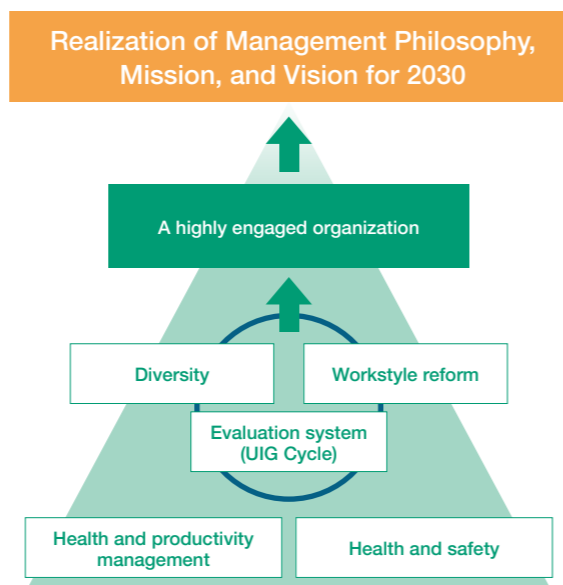 Realization of Management Philosophy,
Mission, and Vision for 2030
A highly engaged organization
Diversity
Workstyle reform
Evaluation system
(UIG Cycle)
Health and productivity
management
Health and safety